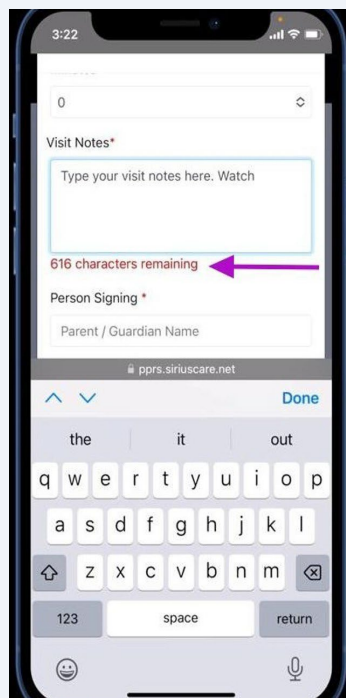 3:22
0
Visit Notes*
Type your visit notes here. Watch
616 characters remaining
Person Signing *
Parent / Guardian Name
pprs.siriuscare.net
Done
the it out
q w e r t y u i o p
a s d f g h j k l
z x c v b n m
123 space return